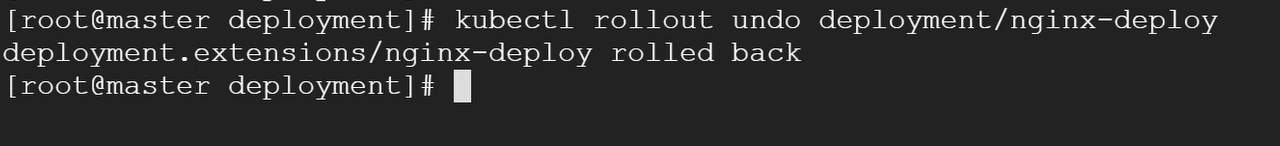 [root@master deployment]# kubectl rollout undo deployment/nginx-deploy
deployment.extensions/nginx-deploy rolled back
[root@master deployment]#